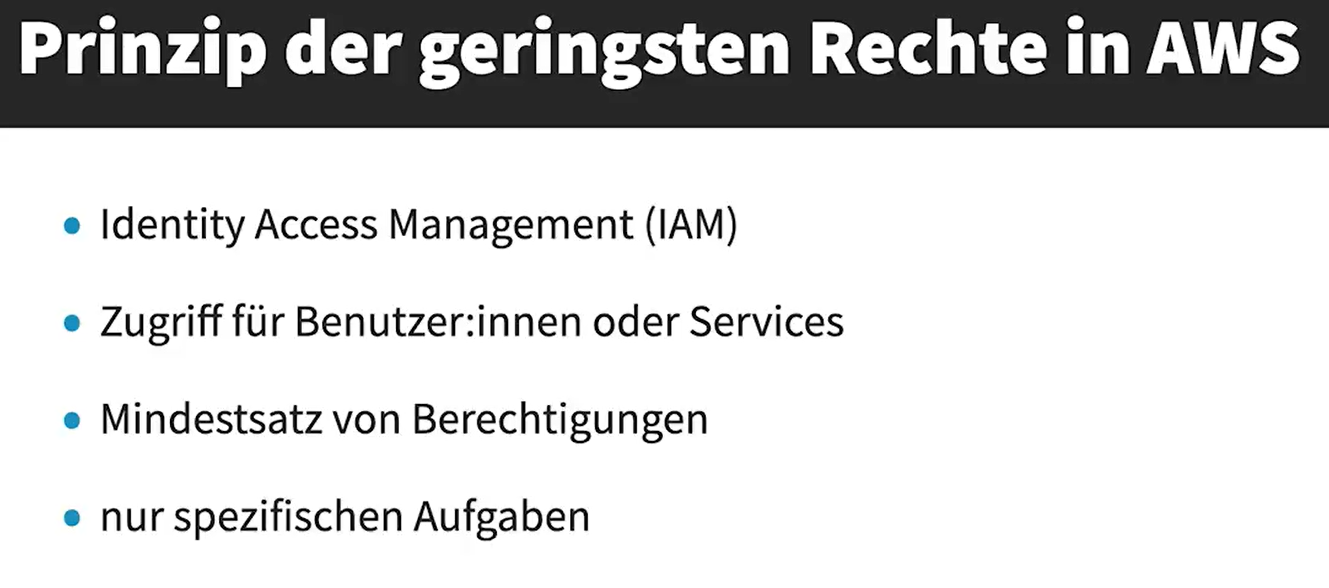 Prinzip der geringsten Rechte in AWS
• Identity Access Management (IAM)
• Zugriff für Benutzer:innen oder Services
• Mindestsatz von Berechtigungen
• nur spezifischen Aufgaben